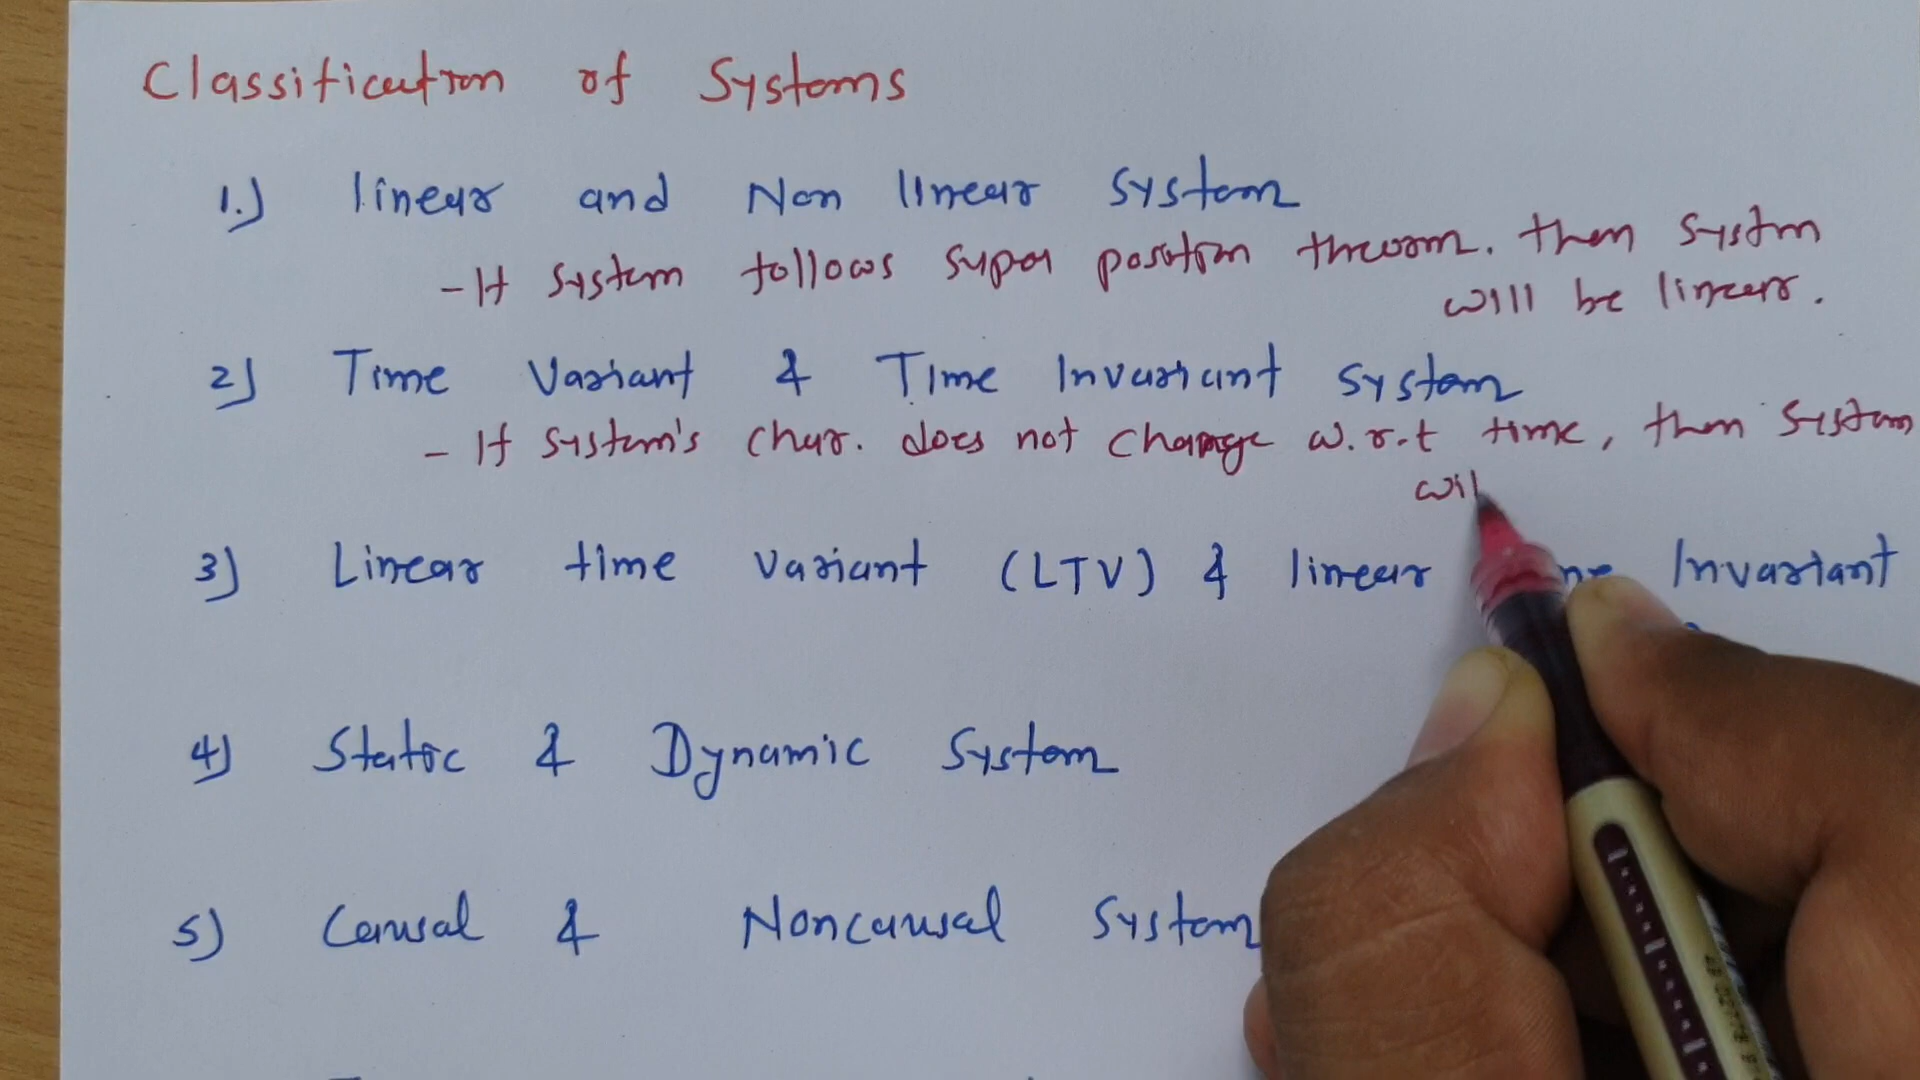 Classification of Systems
1.) linear and Non linear system
- If system follows super position theorem. then system
will be linear.
2) Time Variant & Time Invariant system
- If system's char. does not change w.r.t time, then system
wil
3) Linear time variant (LTV) & linear Invariant
4) Static & Dynamic System
5) Causal & Noncausal System